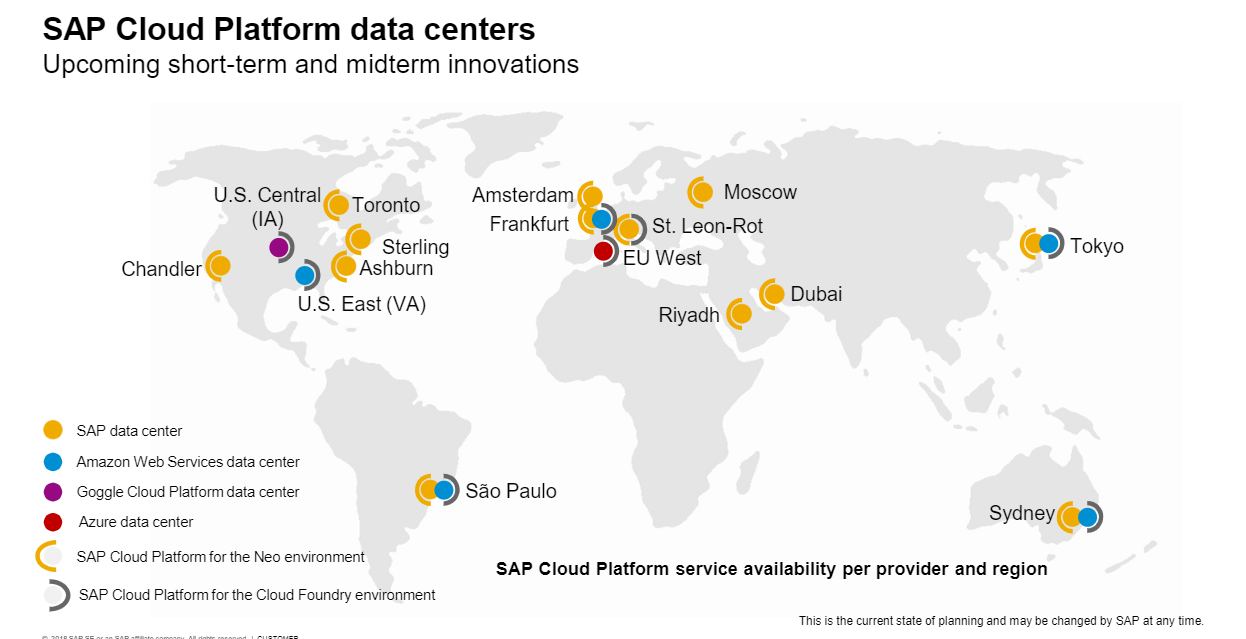 SAP Cloud Platform data centers
Upcoming short-term and midterm innovations
U.S. Central
(IA)
Toronto
Sterling
Chandler
Ashburn
U.S. East (VA)
Amsterdam
Frankfurt
Moscow
St. Leon-Rot
EU West
Tokyo
Dubai
Riyadh
São Paulo
Sydney
SAP data center
Amazon Web Services data center
Goggle Cloud Platform data center
Azure data center
SAP Cloud Platform for the Neo environment
SAP Cloud Platform for the Cloud Foundry environment
SAP Cloud Platform service availability per provider and region
This is the current state of planning and may be changed by SAP at any time.
© 2018 SAP SE or an SAP affiliate company. All rights reserved. | CUSTOMER